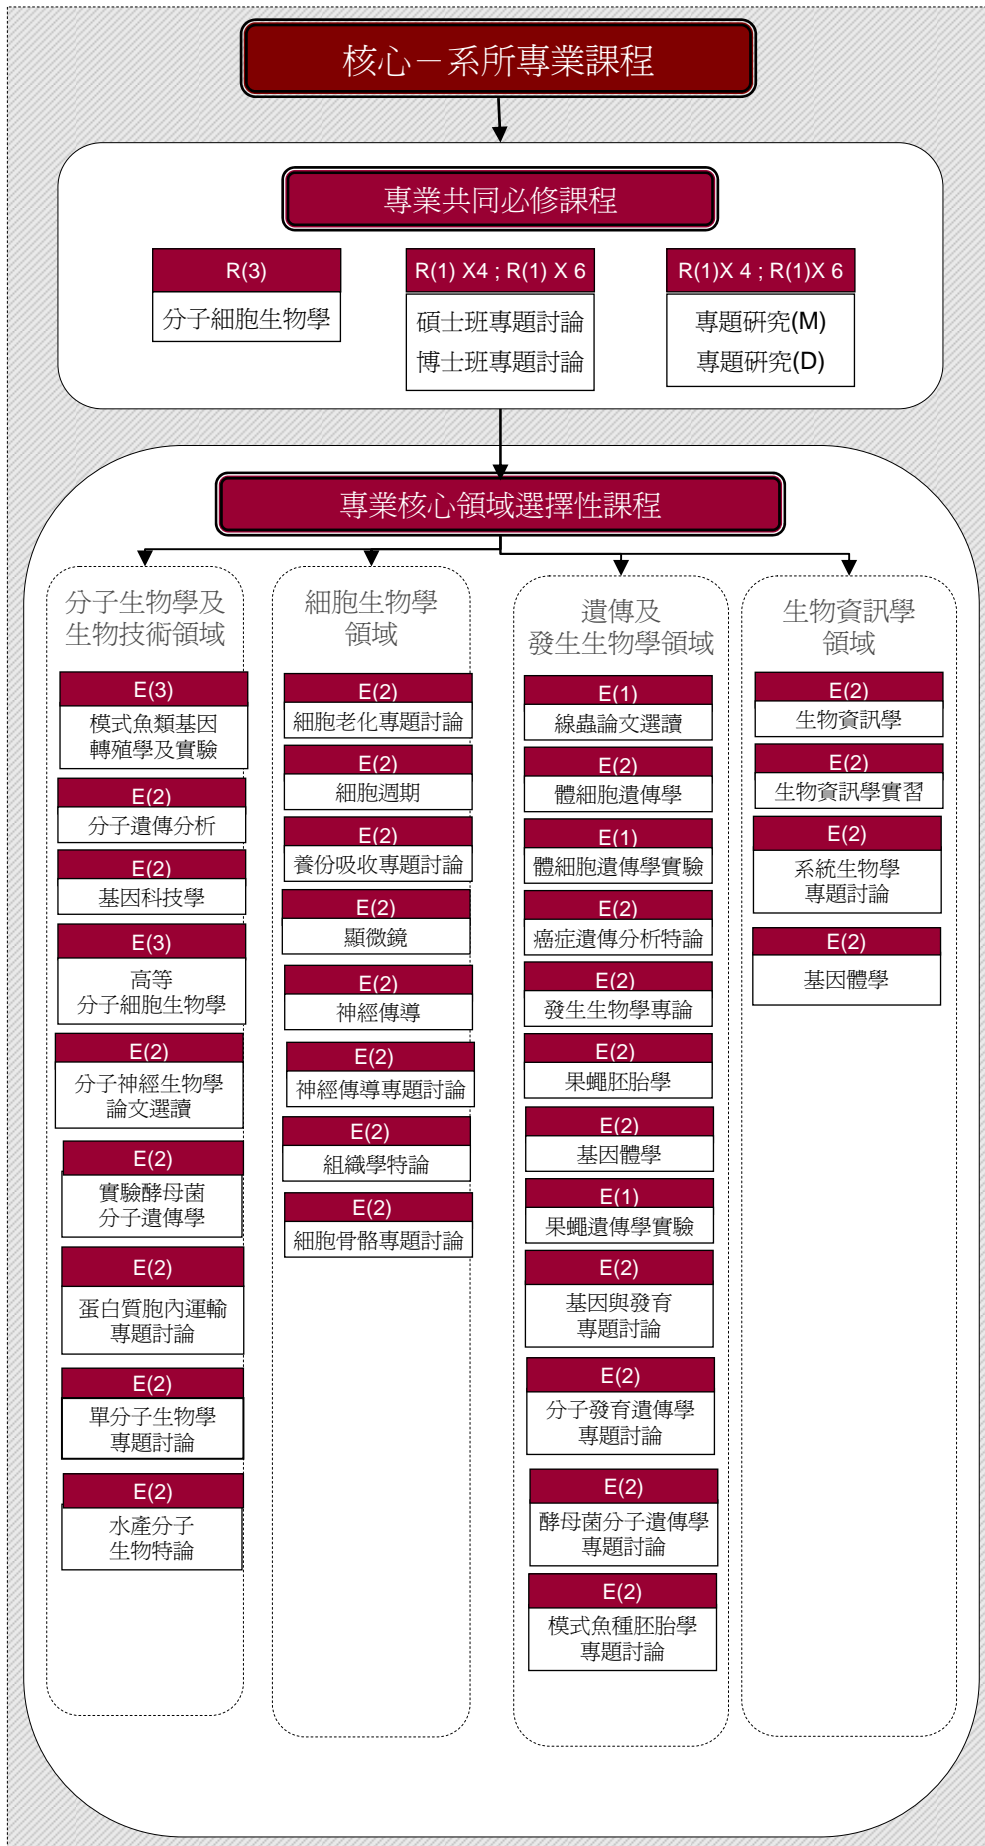 核心－系所專業課程
專業共同必修課程
R(3)
分子細胞生物學
R(1) X4 ; R(1) X 6
碩士班專題討論
博士班專題討論
R(1)X 4 ; R(1)X 6
專題研究(M)
專題研究(D)
專業核心領域選擇性課程
分子生物學及
生物技術領域
E(3)
模式魚類基因
轉殖學及實驗
E(2)
分子遺傳分析
E(2)
基因科技學
E(3)
高等
分子細胞生物學
E(2)
分子神經生物學
論文選讀
E(2)
實驗酵母菌
分子遺傳學
E(2)
蛋白質胞內運輸
專題討論
E(2)
單分子生物學
專題討論
E(2)
水產分子
生物特論
細胞生物學
領域
E(2)
細胞老化專題討論
E(2)
細胞週期
E(2)
養份吸收專題討論
E(2)
顯微鏡
E(2)
神經傳導
E(2)
神經傳導專題討論
E(2)
組織學特論
E(2)
細胞骨骼專題討論
遺傳及
發生生物學領域
E(1)
線蟲論文選讀
E(2)
體細胞遺傳學
E(1)
體細胞遺傳學實驗
E(2)
癌症遺傳分析特論
E(2)
發生生物學專論
E(2)
果蠅胚胎學
E(2)
基因體學
E(1)
果蠅遺傳學實驗
E(2)
基因與發育
專題討論
E(2)
分子發育遺傳學
專題討論
E(2)
酵母菌分子遺傳學
專題討論
E(2)
模式魚種胚胎學
專題討論
生物資訊學
領域
E(2)
生物資訊學
E(2)
生物資訊學實習
E(2)
系統生物學
專題討論
E(2)
基因體學